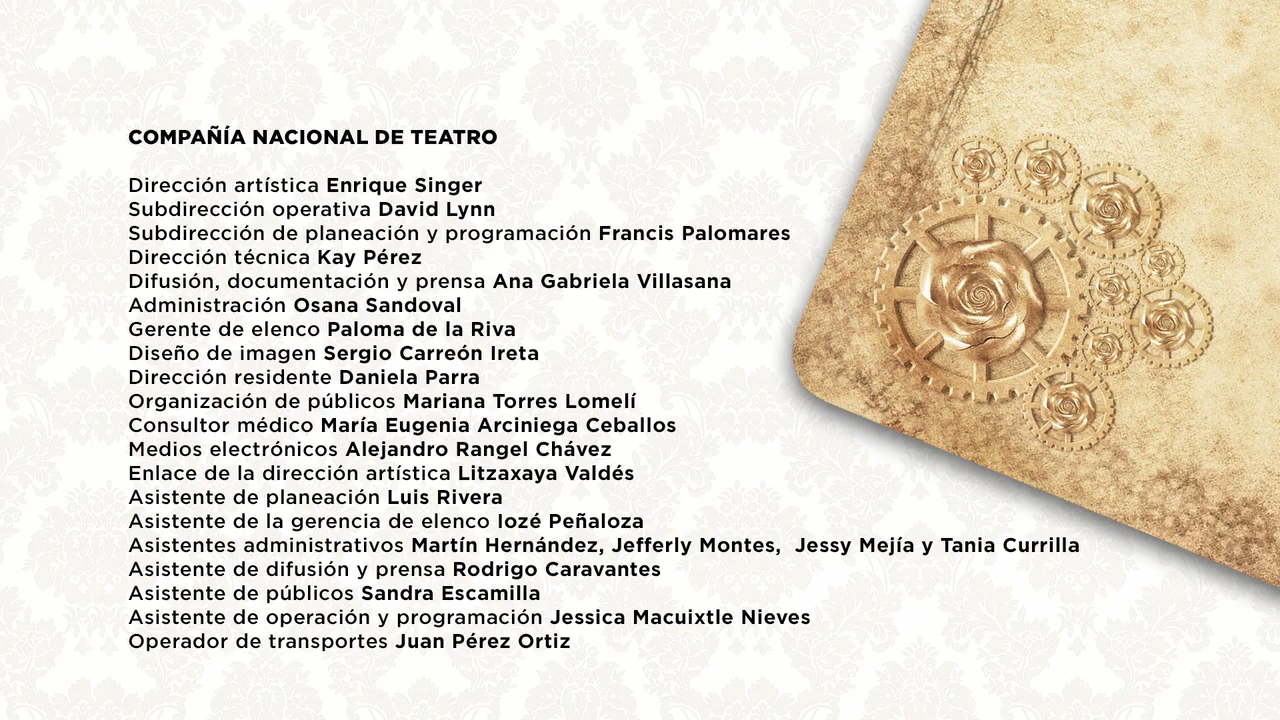 COMPAÑÍA NACIONAL DE TEATRO
Dirección artística Enrique Singer
Subdirección operativa David Lynn
Subdirección de planeación y programación Francis Palomares
Dirección técnica Kay Pérez
Difusión, documentación y prensa Ana Gabriela Villasana
Administración Osana Sandoval
Gerente de elenco Paloma de la Riva
Diseño de imagen Sergio Carreón Ireta
Dirección residente Daniela Parra
Organización de públicos Mariana Torres Lomelí
Consultor médico María Eugenia Arciniega Ceballos
Medios electrónicos Alejandro Rangel Chávez
Enlace de la dirección artística Litzaxaya Valdés
Asistente de planeación Luis Rivera
Asistente de la gerencia de elenco Iozé Peñaloza
Asistentes administrativos Martín Hernández, Jefferly Montes,  Jessy Mejía y Tania Currilla
Asistente de difusión y prensa Rodrigo Caravantes
Asistente de públicos Sandra Escamilla
Asistente de operación y programación Jessica Macuixtle Nieves
Operador de transportes Juan Pérez Ortiz